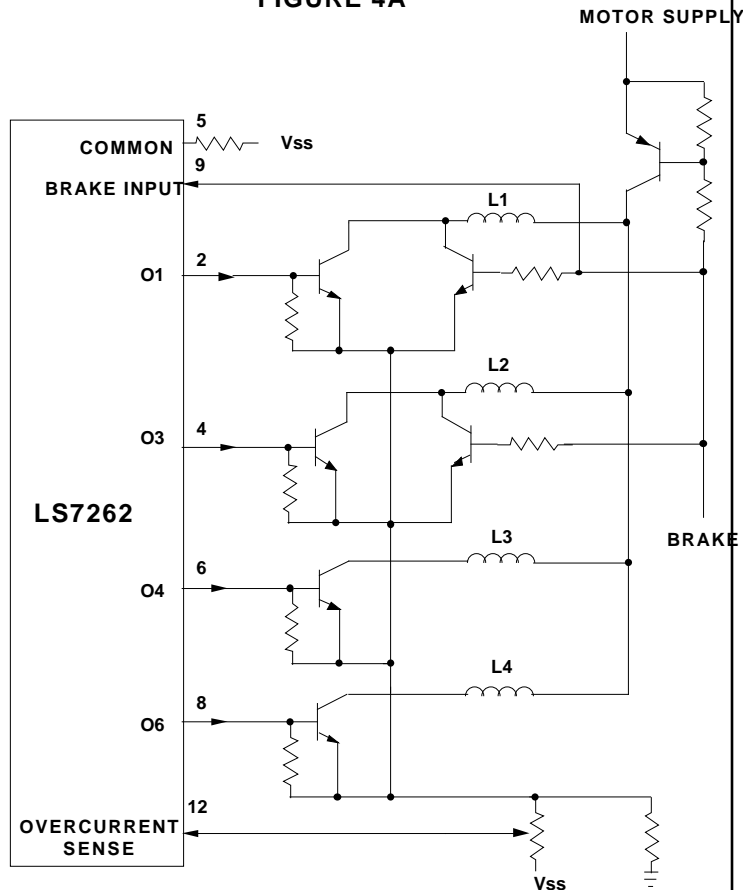 FIGURE 4A
MOTOR SUPPLY
5
COMMON
Vss
9
BRAKE INPUT
L1
2
O1
L2
4
O3
LS7262
BRAKE
L3
6
O4
L4
8
O6
12
OVERCURRENT
SENSE
Vss